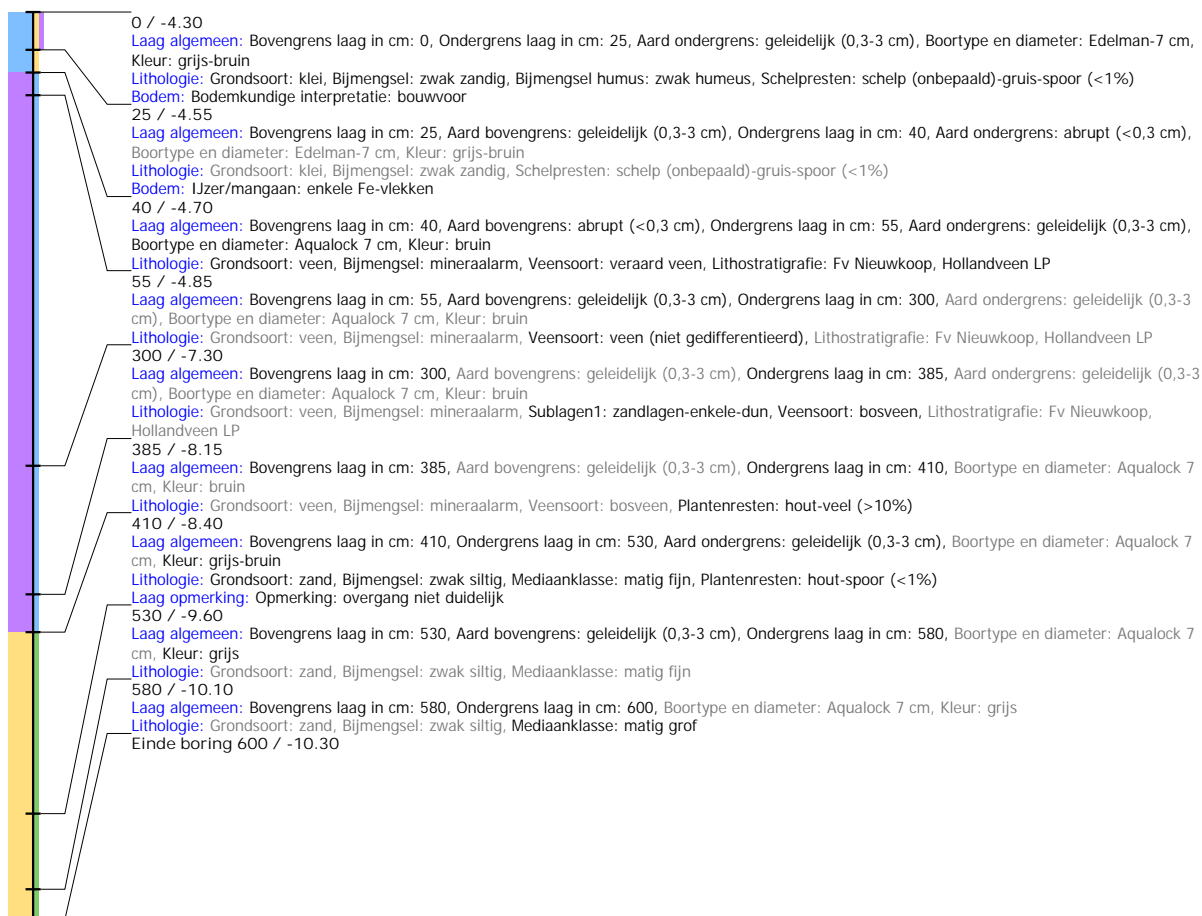 0 / -4.30
Laag algemeen: Bovengrens laag in cm: 0, Ondergrens laag in cm: 25, Aard ondergrens: geleidelijk (0,3-3 cm), Boortype en diameter: Edelman-7 cm,
Kleur: grijs-bruin
Lithologie: Grondsoort: klei, Bijmengsel: zwak zandig, Bijmengsel humus: zwak humeus, Schelpresten: schelp (onbepaald)-gruis-spoor (<1%)
Bodem: Bodemkundige interpretatie: bouwvoor
25 / -4.55
Laag algemeen: Bovengrens laag in cm: 25, Aard bovengrens: geleidelijk (0,3-3 cm), Ondergrens laag in cm: 40, Aard ondergrens: abrupt (<0,3 cm),
Boortype en diameter: Edelman-7 cm, Kleur: grijs-bruin
Lithologie: Grondsoort: klei, Bijmengsel: zwak zandig, Schelpresten: schelp (onbepaald)-gruis-spoor (<1%)
Bodem: IJzer/mangaan: enkele Fe-vlekken
40 / -4.70
Laag algemeen: Bovengrens laag in cm: 40, Aard bovengrens: abrupt (<0,3 cm), Ondergrens laag in cm: 55, Aard ondergrens: geleidelijk (0,3-3 cm),
Boortype en diameter: Aqualock 7 cm, Kleur: bruin
Lithologie: Grondsoort: veen, Bijmengsel: mineraalarm, Veensoort: veraard veen, Lithostratigrafie: Fv Nieuwkoop, Hollandveen LP
55 / -4.85
Laag algemeen: Bovengrens laag in cm: 55, Aard bovengrens: geleidelijk (0,3-3 cm), Ondergrens laag in cm: 300, Aard ondergrens: geleidelijk (0,3-3
cm), Boortype en diameter: Aqualock 7 cm, Kleur: bruin
Lithologie: Grondsoort: veen, Bijmengsel: mineraalarm, Veensoort: veen (niet gedifferentieerd), Lithostratigrafie: Fv Nieuwkoop, Hollandveen LP
300 / -7.30
Laag algemeen: Bovengrens laag in cm: 300, Aard bovengrens: geleidelijk (0,3-3 cm), Ondergrens laag in cm: 385, Aard ondergrens: geleidelijk (0,3-3
cm), Boortype en diameter: Aqualock 7 cm, Kleur: bruin
Lithologie: Grondsoort: veen, Bijmengsel: mineraalarm, Sublagen1: zandlagen-enkele-dun, Veensoort: bosveen, Lithostratigrafie: Fv Nieuwkoop,
Hollandveen LP
385 / -8.15
Laag algemeen: Bovengrens laag in cm: 385, Aard bovengrens: geleidelijk (0,3-3 cm), Ondergrens laag in cm: 410, Boortype en diameter: Aqualock 7
cm, Kleur: bruin
Lithologie: Grondsoort: veen, Bijmengsel: mineraalarm, Veensoort: bosveen, Plantenresten: hout-veel (>10%)
410 / -8.40
Laag algemeen: Bovengrens laag in cm: 410, Ondergrens laag in cm: 530, Aard ondergrens: geleidelijk (0,3-3 cm), Boortype en diameter: Aqualock 7
cm, Kleur: grijs-bruin
Lithologie: Grondsoort: zand, Bijmengsel: zwak siltig, Mediaanklasse: matig fijn, Plantenresten: hout-spoor (<1%)
Laag opmerking: Opmerking: overgang niet duidelijk
530 / -9.60
Laag algemeen: Bovengrens laag in cm: 530, Aard bovengrens: geleidelijk (0,3-3 cm), Ondergrens laag in cm: 580, Boortype en diameter: Aqualock 7
cm, Kleur: grijs
Lithologie: Grondsoort: zand, Bijmengsel: zwak siltig, Mediaanklasse: matig fijn
580 / -10.10
Laag algemeen: Bovengrens laag in cm: 580, Ondergrens laag in cm: 600, Boortype en diameter: Aqualock 7 cm, Kleur: grijs
Lithologie: Grondsoort: zand, Bijmengsel: zwak siltig, Mediaanklasse: matig grof
Einde boring 600 / -10.30